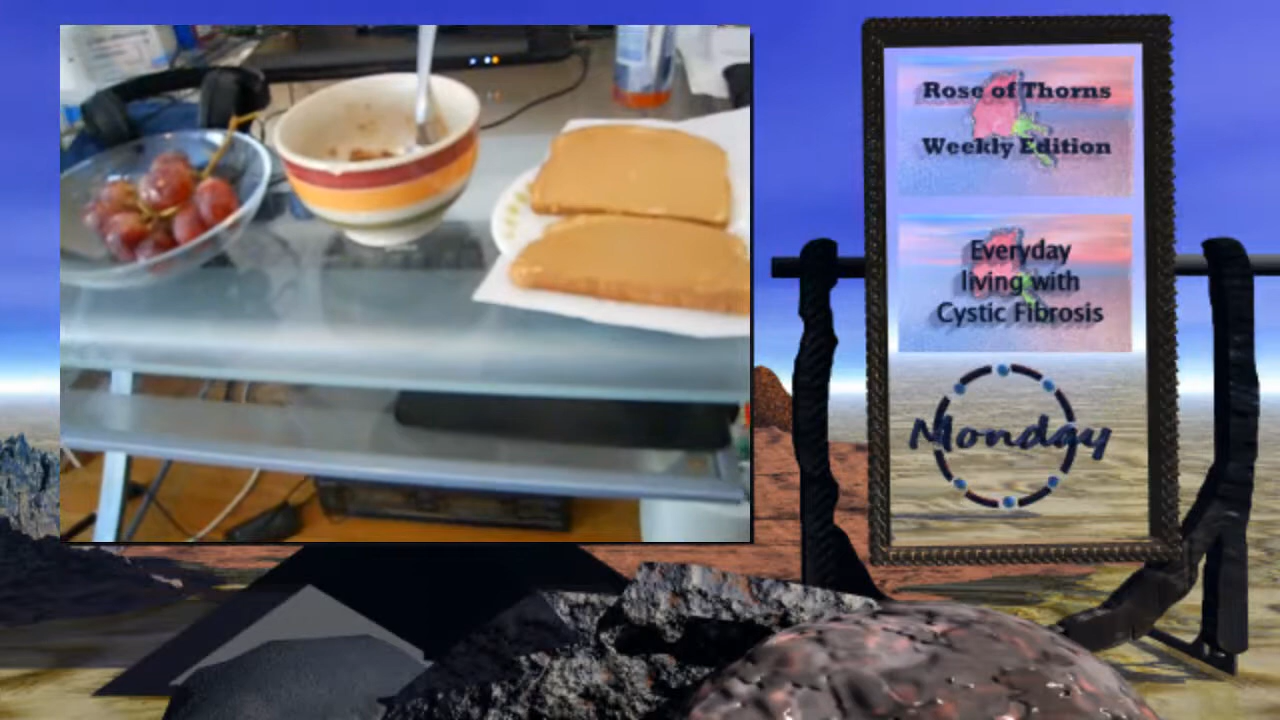 Rose of Thorns
Weekly Edition
Everyday
living with
Cystic Fibrosis
Monday